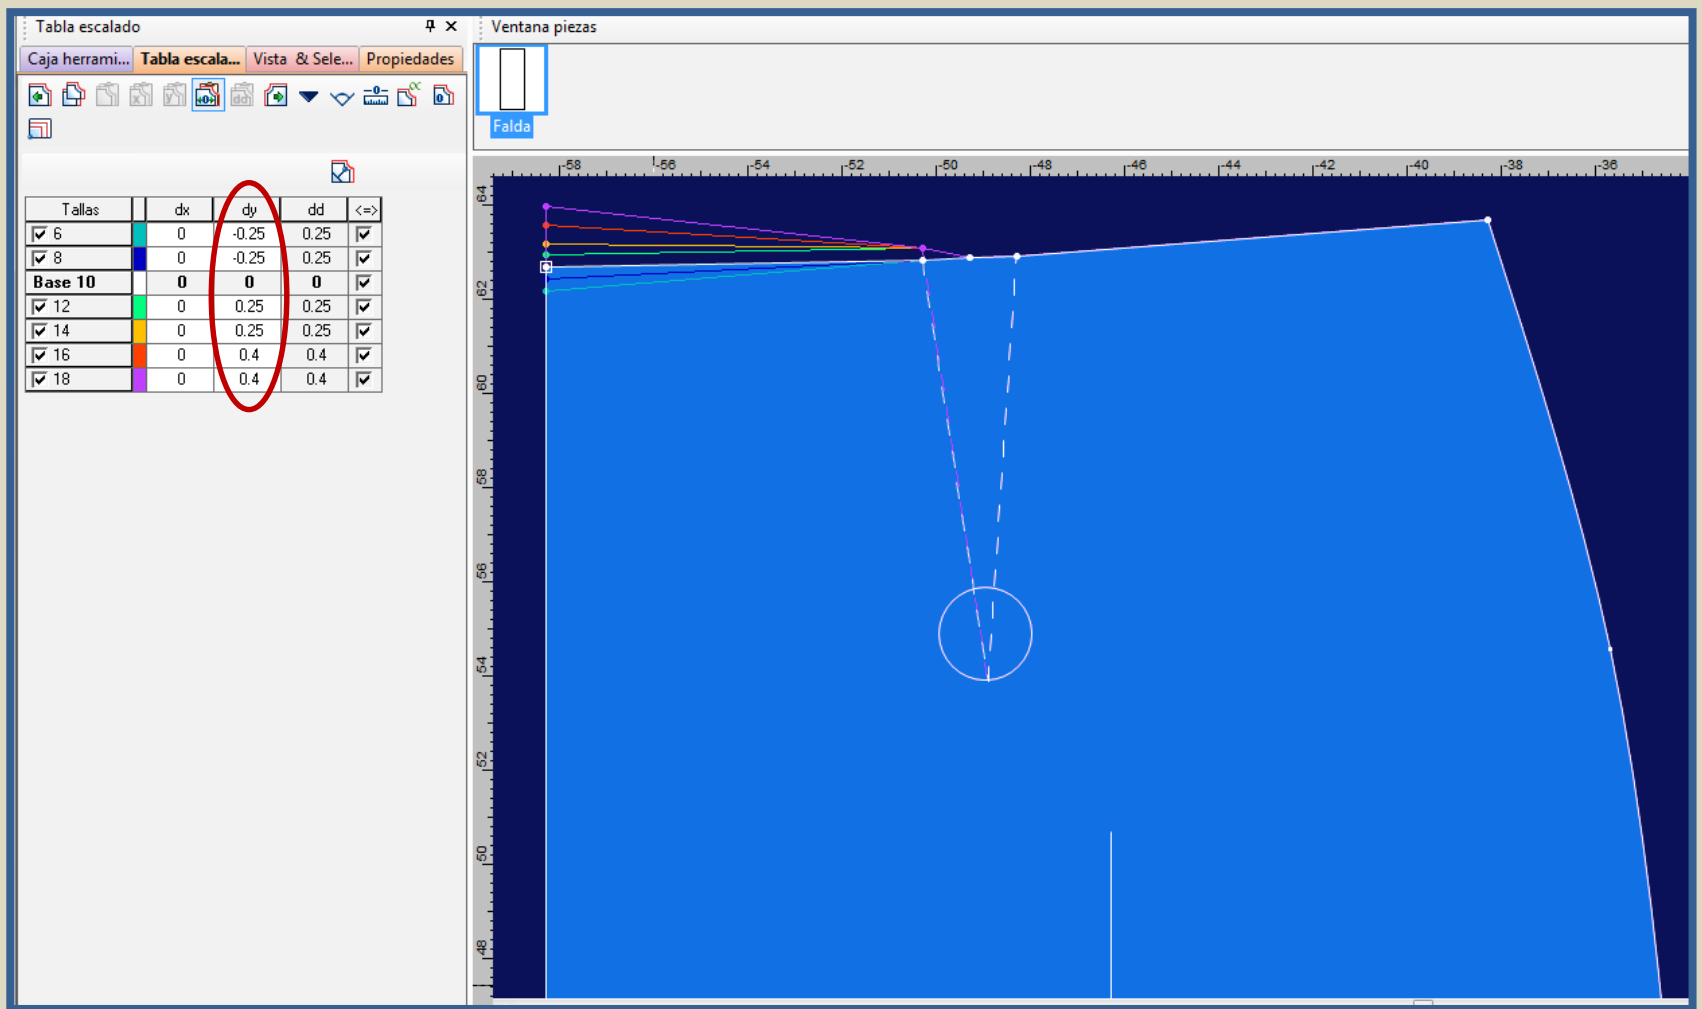 Tabla escalado
Caja herrami... Tabla escala... Vista & Sele... Propiedades
Tallas dx dy dd <=>
6 0 -0.25 0.25
8 0 -0.25 0.25
Base 10 0 0 0
12 0 0.25 0.25
14 0 0.25 0.25
16 0 0.4 0.4
18 0 0.4 0.4
Ventana piezas
Falda
-58 -56 -54 -52 -50 -48 -46 -44 -42 -40 -38 -36
64
62
60
58
56
54
52
50
48